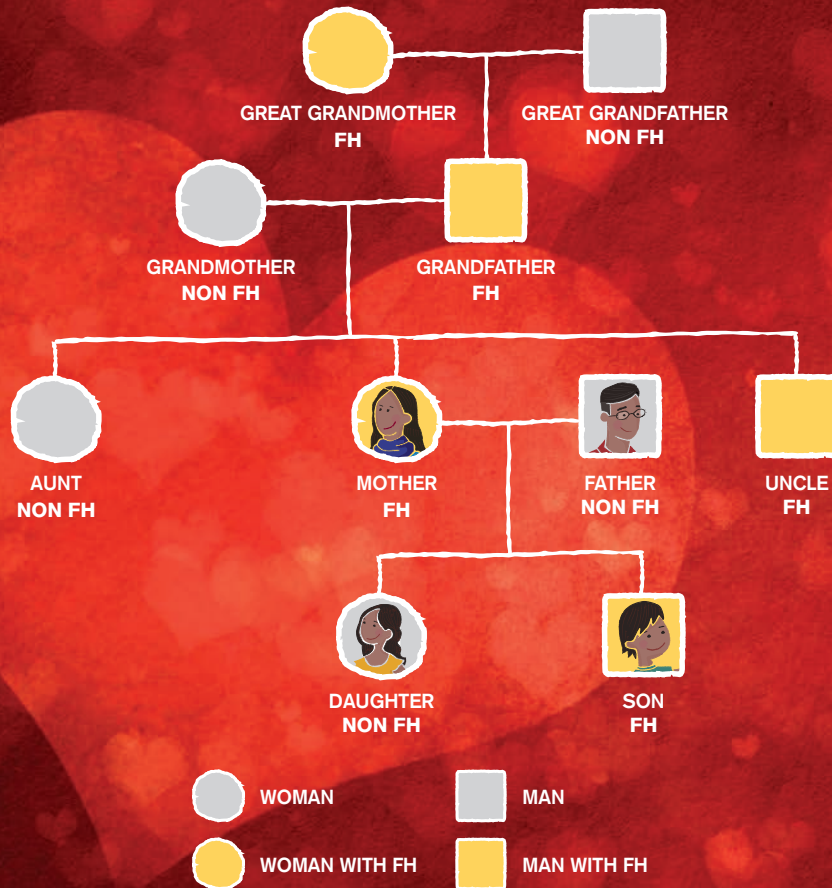 GREAT GRANDMOTHER
FH
GREAT GRANDFATHER
NON FH
GRANDMOTHER
NON FH
GRANDFATHER
FH
AUNT
NON FH
MOTHER
FH
FATHER
NON FH
UNCLE
FH
DAUGHTER
NON FH
SON
FH
WOMAN
MAN
WOMAN WITH FH
MAN WITH FH